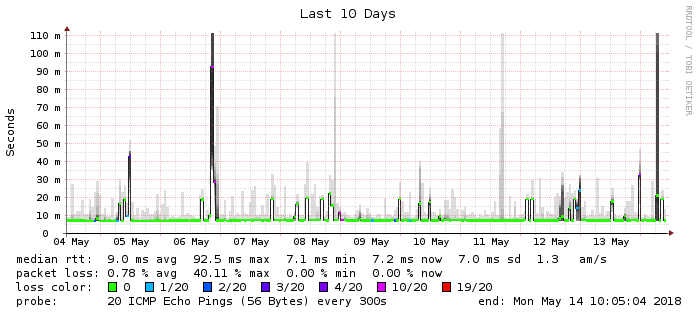 Last 10 Days
RRDTOOL / TOBI OETIKER
Seconds
110 m
100 m
90 m
80 m
70 m
60 m
50 m
40 m
30 m
20 m
10 m
0
04 May 05 May 06 May 07 May 08 May 09 May 10 May 11 May 12 May 13 May
median rtt: 9.0 ms avg 92.5 ms max 7.1 ms min 7.2 ms now 7.0 ms sd 1.3 am/s
packet loss: 0.78 % avg 40.11 % max 0.00 % min 0.00 % now
loss color: 0 1/20 2/20 3/20 4/20 10/20 19/20
probe: 20 ICMP Echo Pings (56 Bytes) every 300s end: Mon May 14 10:05:04 2018